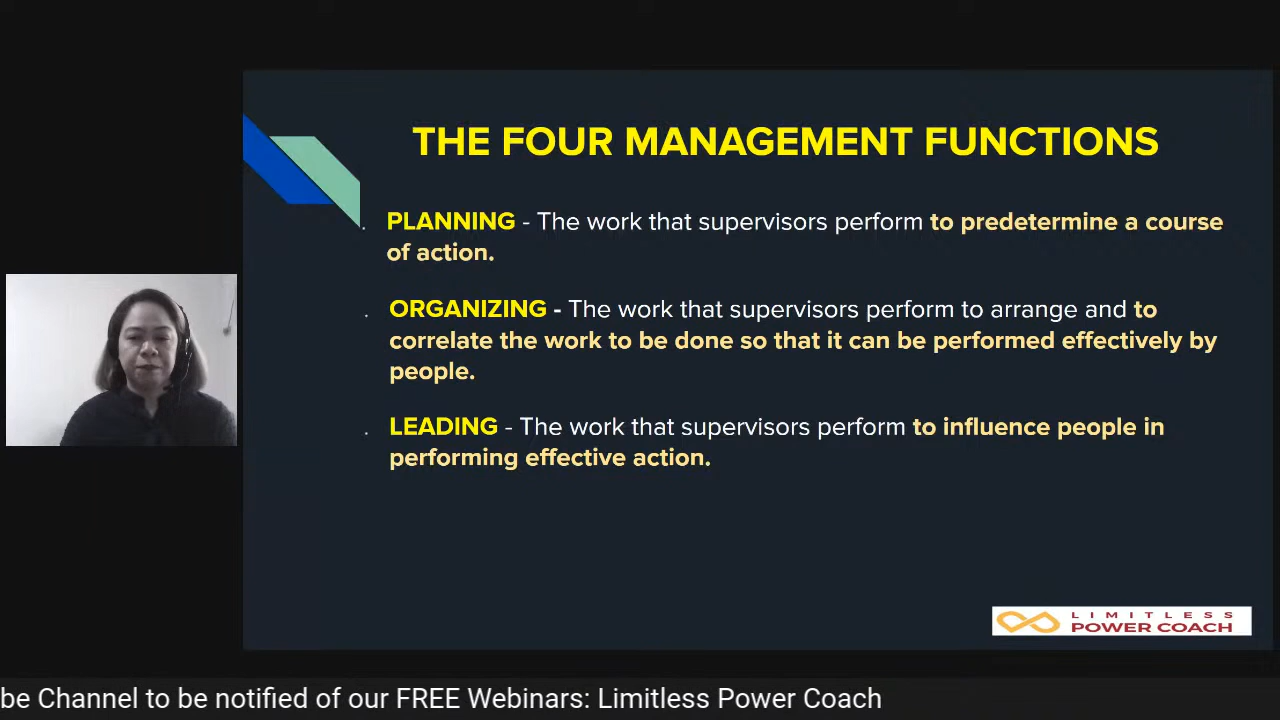 THE FOUR MANAGEMENT FUNCTIONS
. PLANNING - The work that supervisors perform to predetermine a course
of action.
. ORGANIZING - The work that supervisors perform to arrange and to
correlate the work to be done so that it can be performed effectively by
people.
. LEADING - The work that supervisors perform to influence people in
performing effective action.
LIMITLESS
POWER COACH
be Channel to be notified of our FREE Webinars: Limitless Power Coach